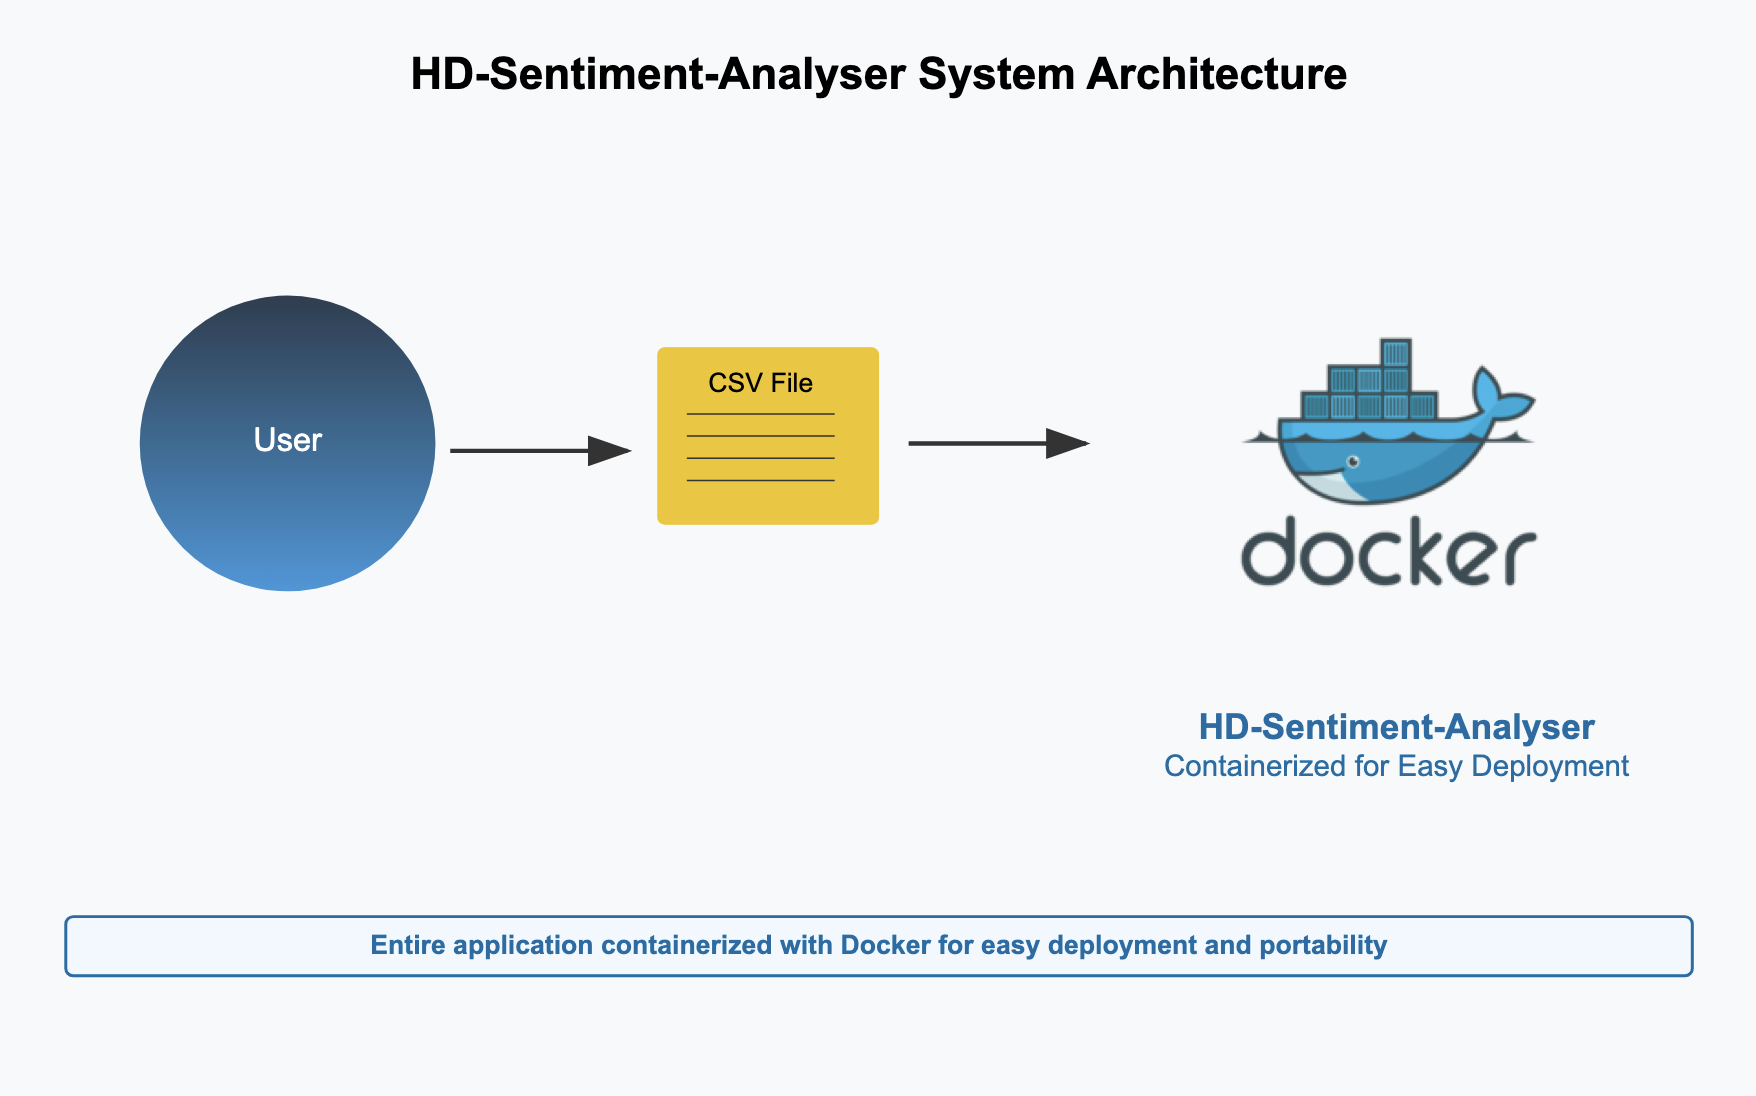 HD-Sentiment-Analyser System Architecture
User
CSV File
docker
HD-Sentiment-Analyser
Containerized for Easy Deployment
Entire application containerized with Docker for easy deployment and portability